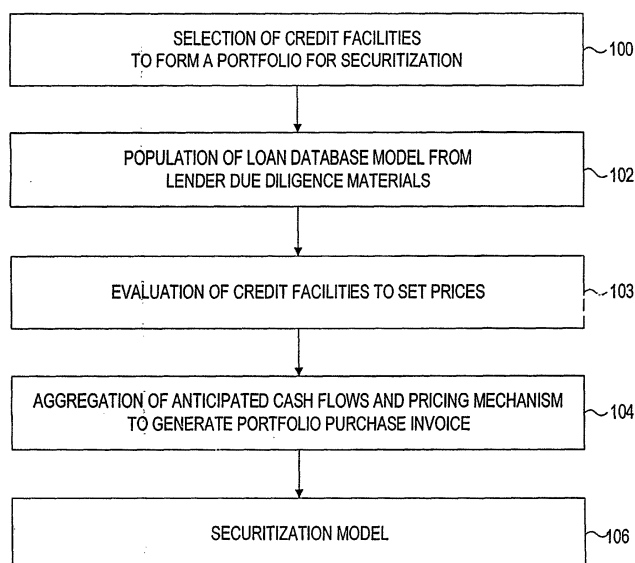 SELECTION OF CREDIT FACILITIES
TO FORM A PORTFOLIO FOR SECURITIZATION
100
POPULATION OF LOAN DATABASE MODEL FROM
LENDER DUE DILIGENCE MATERIALS
102
EVALUATION OF CREDIT FACILITIES TO SET PRICES
103
AGGREGATION OF ANTICIPATED CASH FLOWS AND PRICING MECHANISM
TO GENERATE PORTFOLIO PURCHASE INVOICE
104
SECURITIZATION MODEL
106